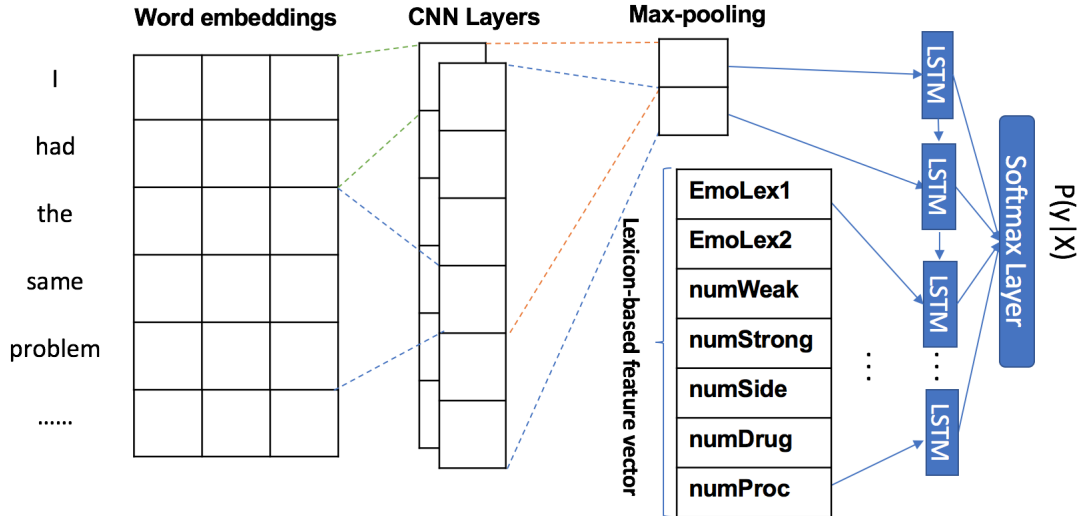 Word embeddings
CNN Layers
Max-pooling
I
had
the
same
problem
......
Lexicon-based feature vector
EmoLex1
EmoLex2
numWeak
numStrong
numSide
numDrug
numProc
...
...
LSTM
LSTM
LSTM
LSTM
Softmax Layer
P(y|X)